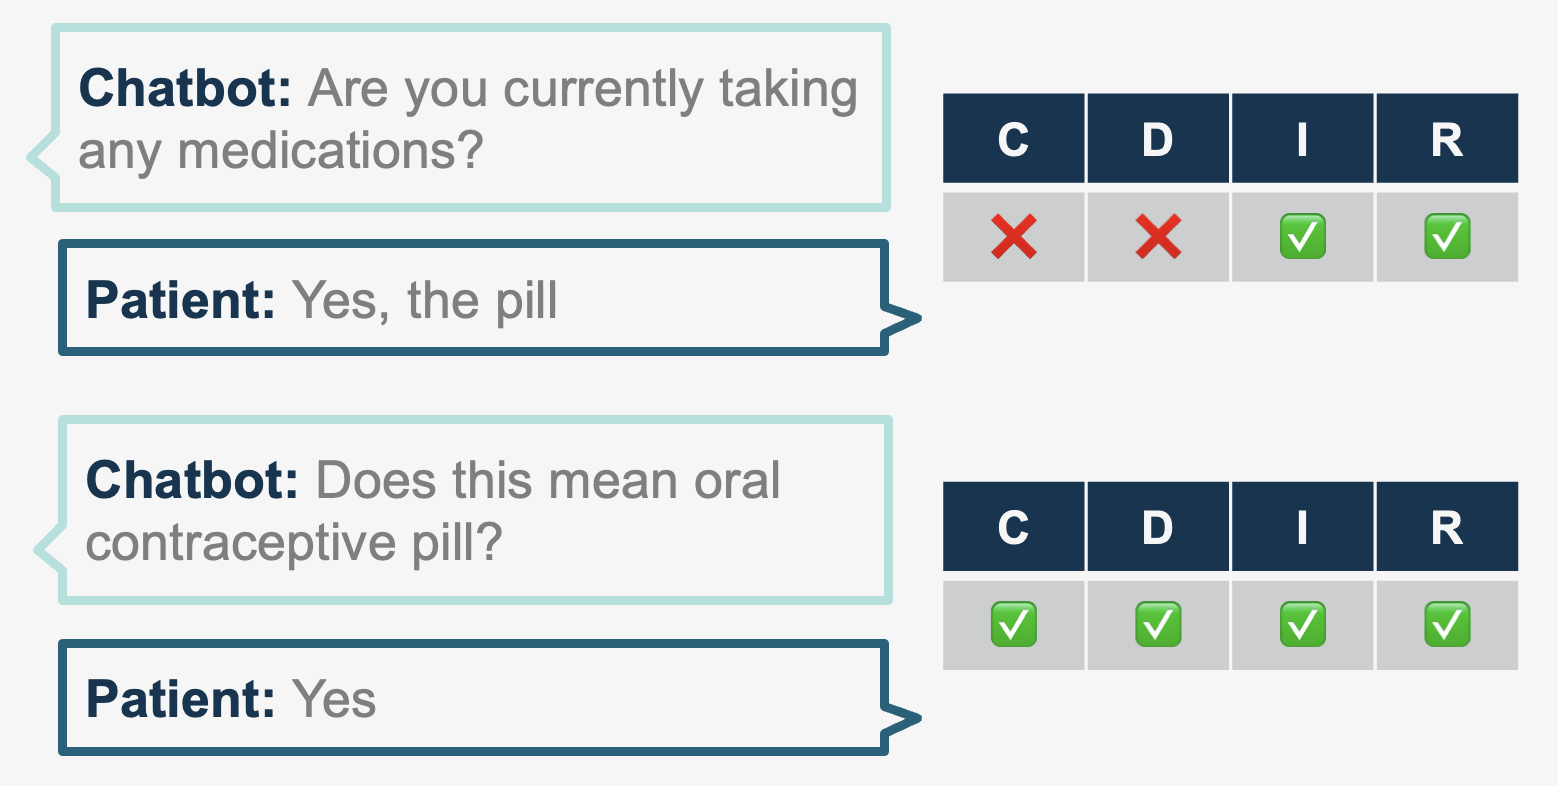 Chatbot: Are you currently taking
any medications?
C D I R
❌ ❌ ✅ ✅
Patient: Yes, the pill
Chatbot: Does this mean oral
contraceptive pill?
C D I R
✅ ✅ ✅ ✅
Patient: Yes